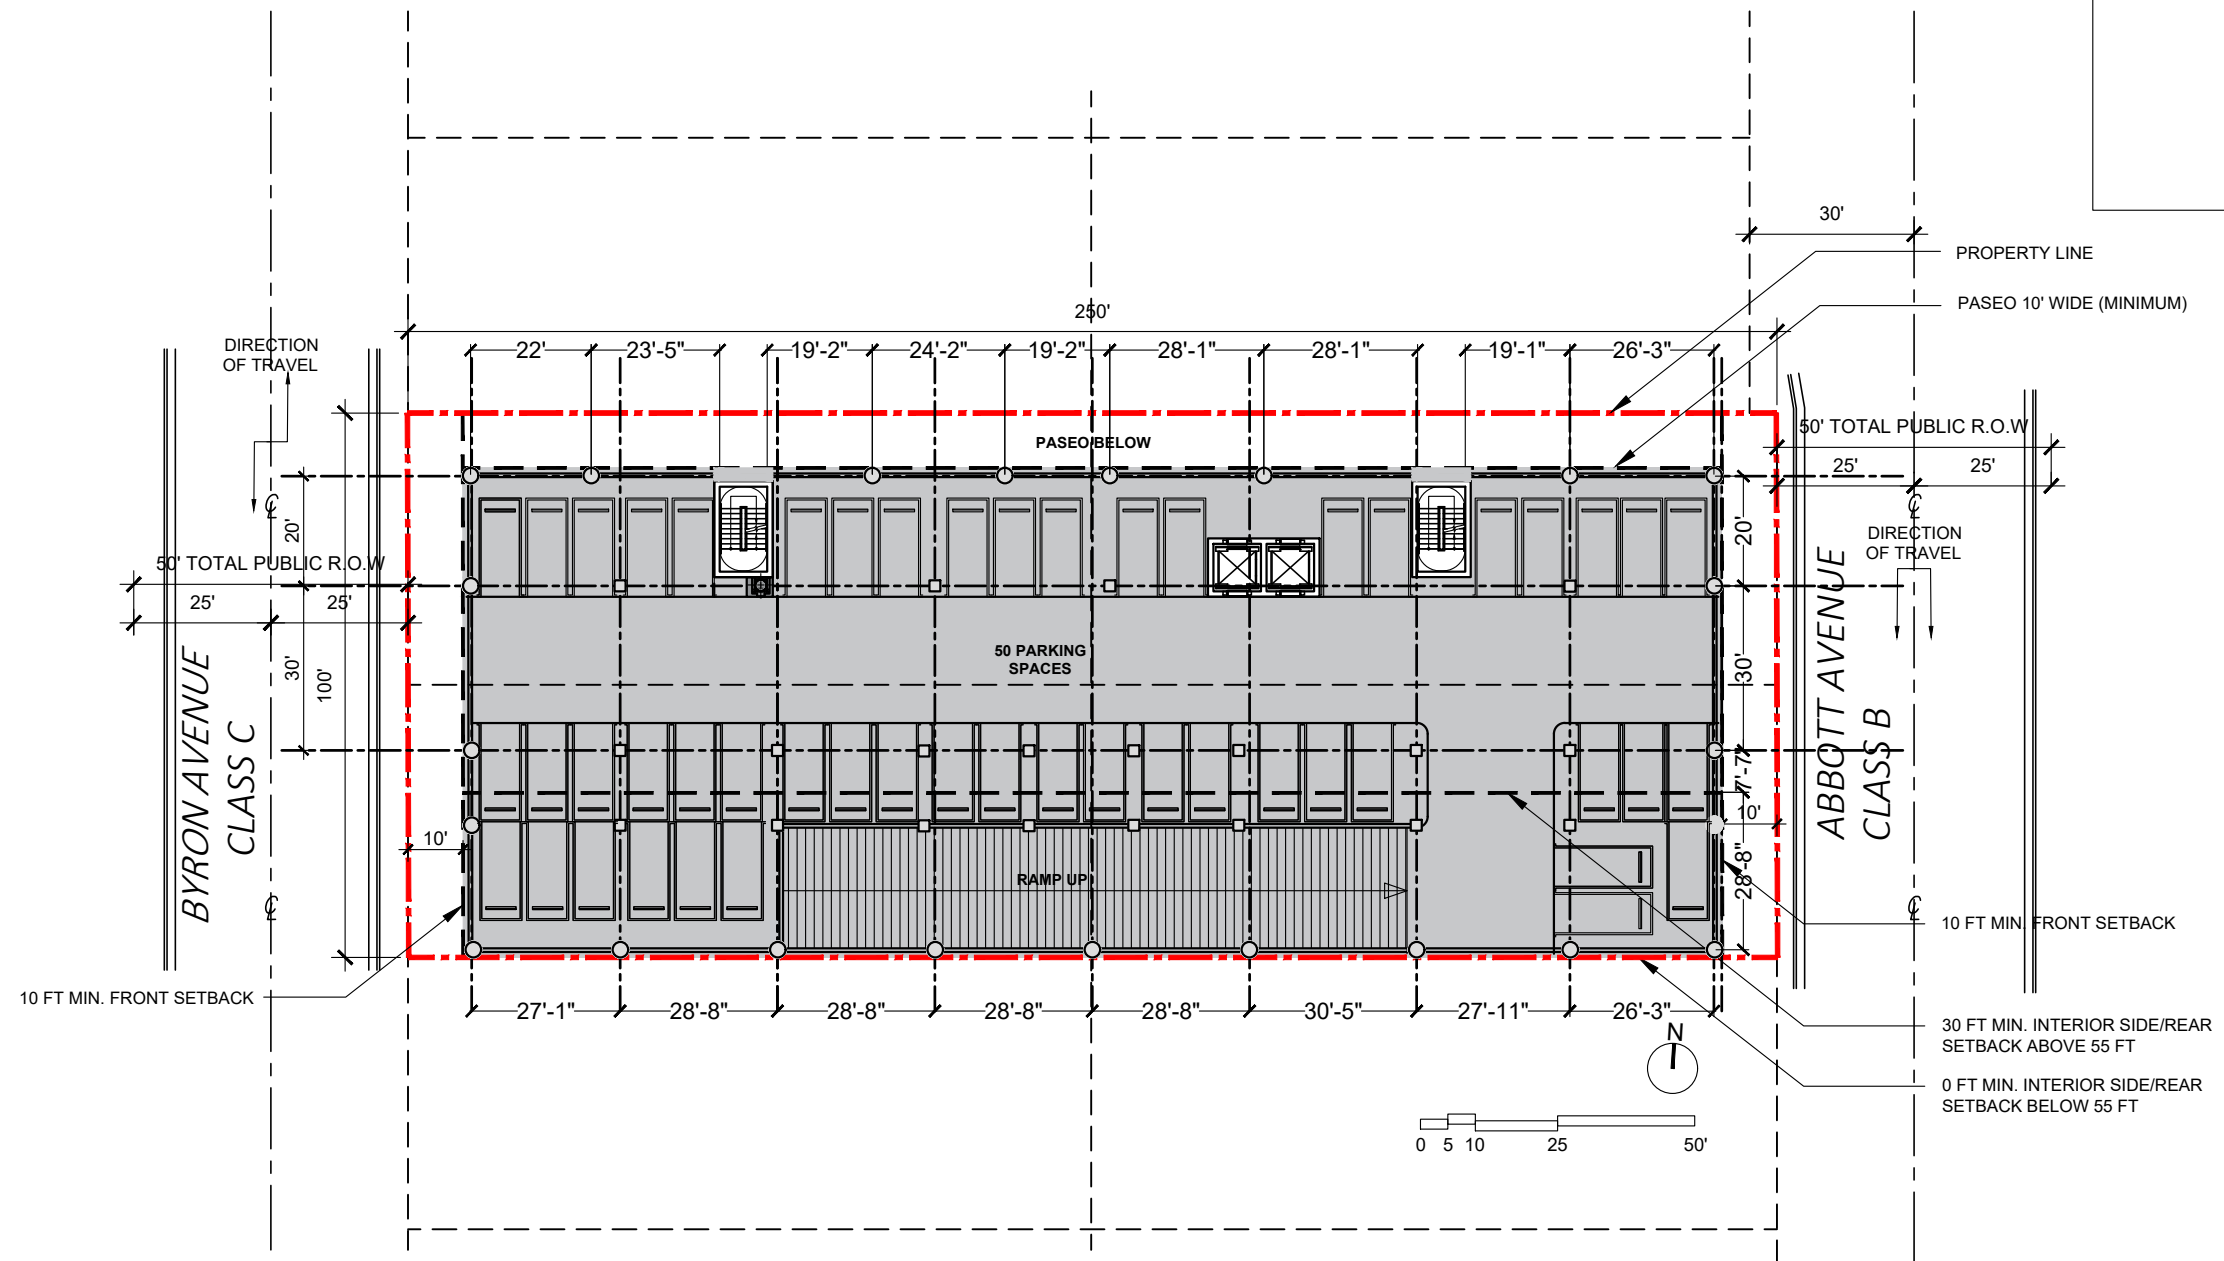 30'
PROPERTY LINE
PASEO 10' WIDE (MINIMUM)
250'
DIRECTION
OF TRAVEL
22'
23'-5"
19'-2"
24'-2"
19'-2"
28'-1"
28'-1"
19'-1"
26'-3"
50' TOTAL PUBLIC R.O.W
25'
25'
PASEO BELOW
CL
CL
20'
20'
DIRECTION
OF TRAVEL
50' TOTAL PUBLIC R.O.W
25'
25'
30'
100'
50 PARKING
SPACES
30'
BYRON AVENUE
CLASS C
ABBOTT AVENUE
CLASS B
7'-7"
10'
10'
28'-8"
RAMP UP
CL
CL
10 FT MIN. FRONT SETBACK
10 FT MIN. FRONT SETBACK
27'-1"
28'-8"
28'-8"
28'-8"
28'-8"
30'-5"
27'-11"
26'-3"
N
30 FT MIN. INTERIOR SIDE/REAR
SETBACK ABOVE 55 FT
0 FT MIN. INTERIOR SIDE/REAR
SETBACK BELOW 55 FT
0 5 10 25 50'